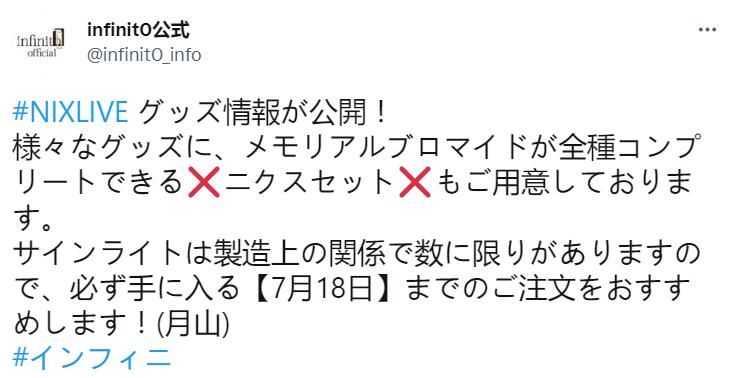 infinit0
official
infinit0公式
@infinit0_info
#NIXLIVE グッズ情報が公開！
様々なグッズに、メモリアルブロマイドが全種コンプ
リートできる❌ニクスセット❌もご用意しておりま
す。
サインライトは製造上の関係で数に限りがありますの
で、必ず手に入る【7月18日】までのご注文をおすす
めします！(月山)
#インフィニ